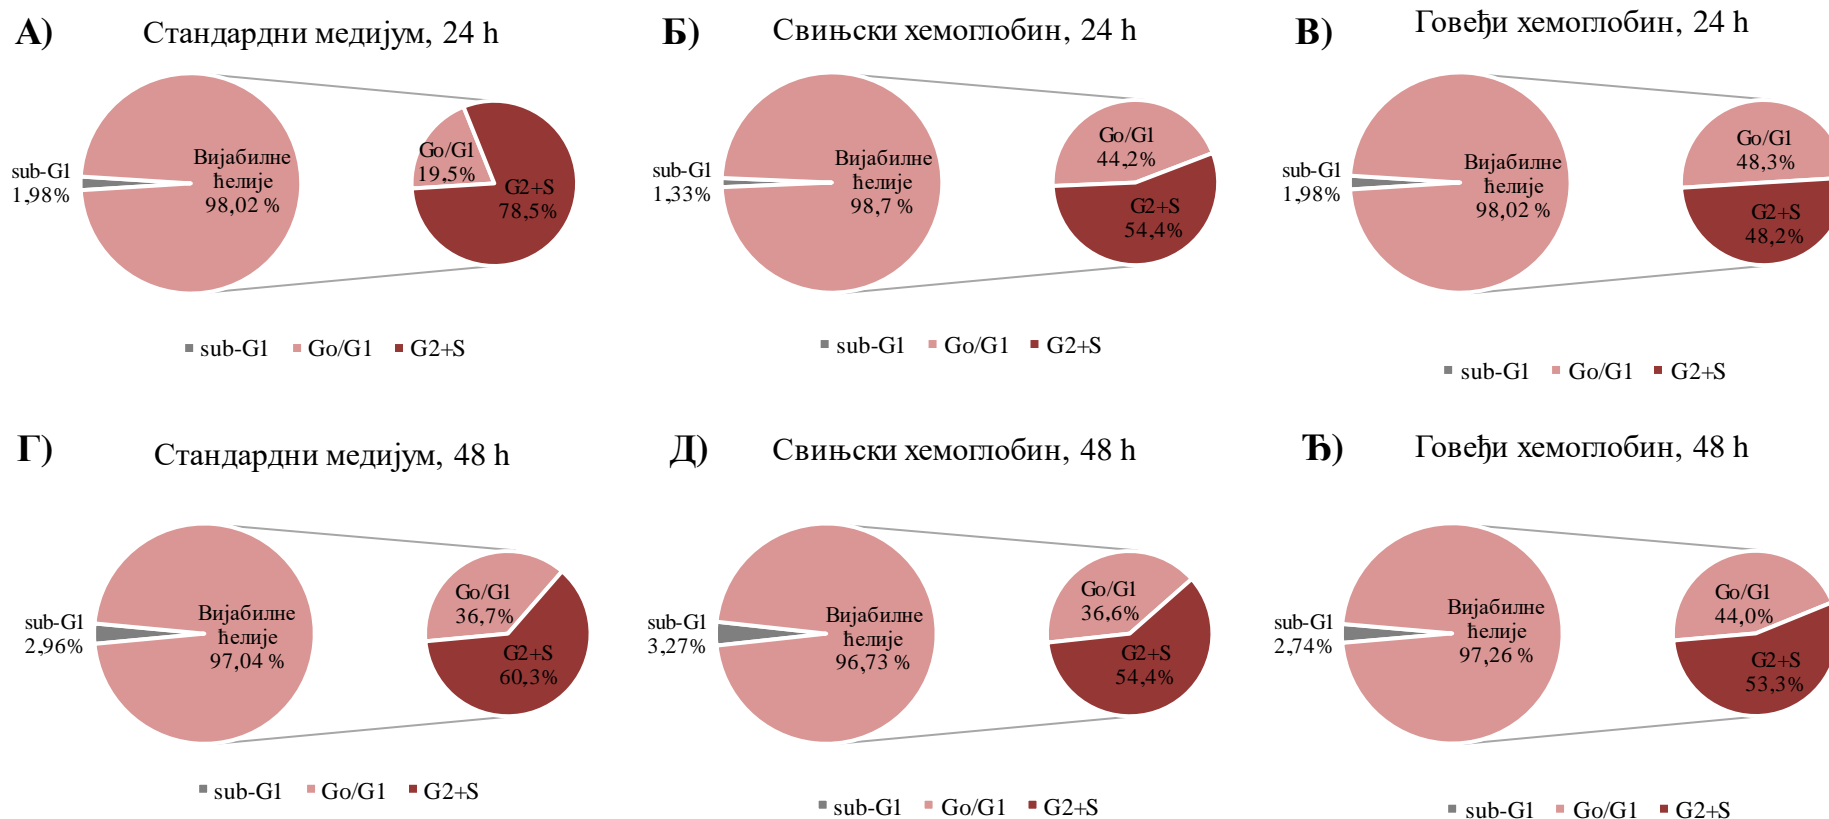 А)
Стандардни медијум, 24 h
sub-G1
1,98%
Вијабилне
ћелије
98,02 %
Go/G1
19,5%
G2+S
78,5%
sub-G1 Go/G1 G2+S
Б)
Свињски хемоглобин, 24 h
sub-G1
1,33%
Вијабилне
ћелије
98,7 %
Go/G1
44,2%
G2+S
54,4%
sub-G1 Go/G1 G2+S
В)
Говеђи хемоглобин, 24 h
sub-G1
1,98%
Вијабилне
ћелије
98,02 %
Go/G1
48,3%
G2+S
48,2%
sub-G1 Go/G1 G2+S
Г)
Стандардни медијум, 48 h
sub-G1
2,96%
Вијабилне
ћелије
97,04 %
Go/G1
36,7%
G2+S
60,3%
sub-G1 Go/G1 G2+S
Д)
Свињски хемоглобин, 48 h
sub-G1
3,27%
Вијабилне
ћелије
96,73 %
Go/G1
36,6%
G2+S
54,4%
sub-G1 Go/G1 G2+S
Ђ)
Говеђи хемоглобин, 48 h
sub-G1
2,74%
Вијабилне
ћелије
97,26 %
Go/G1
44,0%
G2+S
53,3%
sub-G1 Go/G1 G2+S